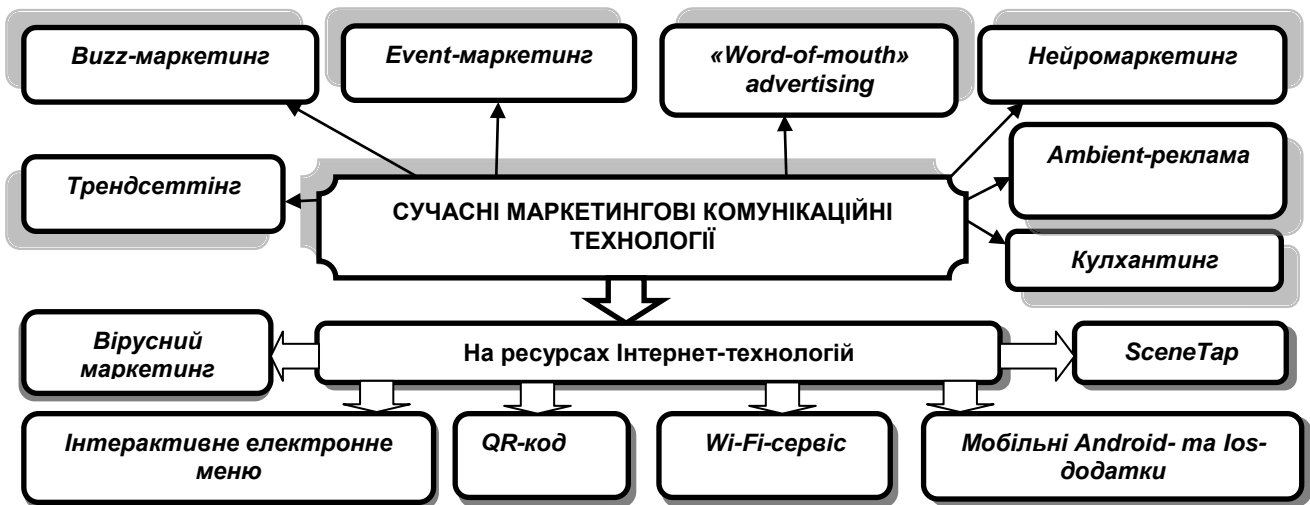 Buzz-маркетинг
Event-маркетинг
«Word-of-mouth»
advertising
Нейромаркетинг
Трендсеттінг
Ambient-реклама
СУЧАСНІ МАРКЕТИНГОВІ КОМУНІКАЦІЙНІ
ТЕХНОЛОГІЇ
Кулхантинг
Вірусний
маркетинг
На ресурсах Інтернет-технологій
SceneTap
Інтерактивне електронне
меню
QR-код
Wi-Fi-сервіс
Мобільні Android- та Ios-
додатки